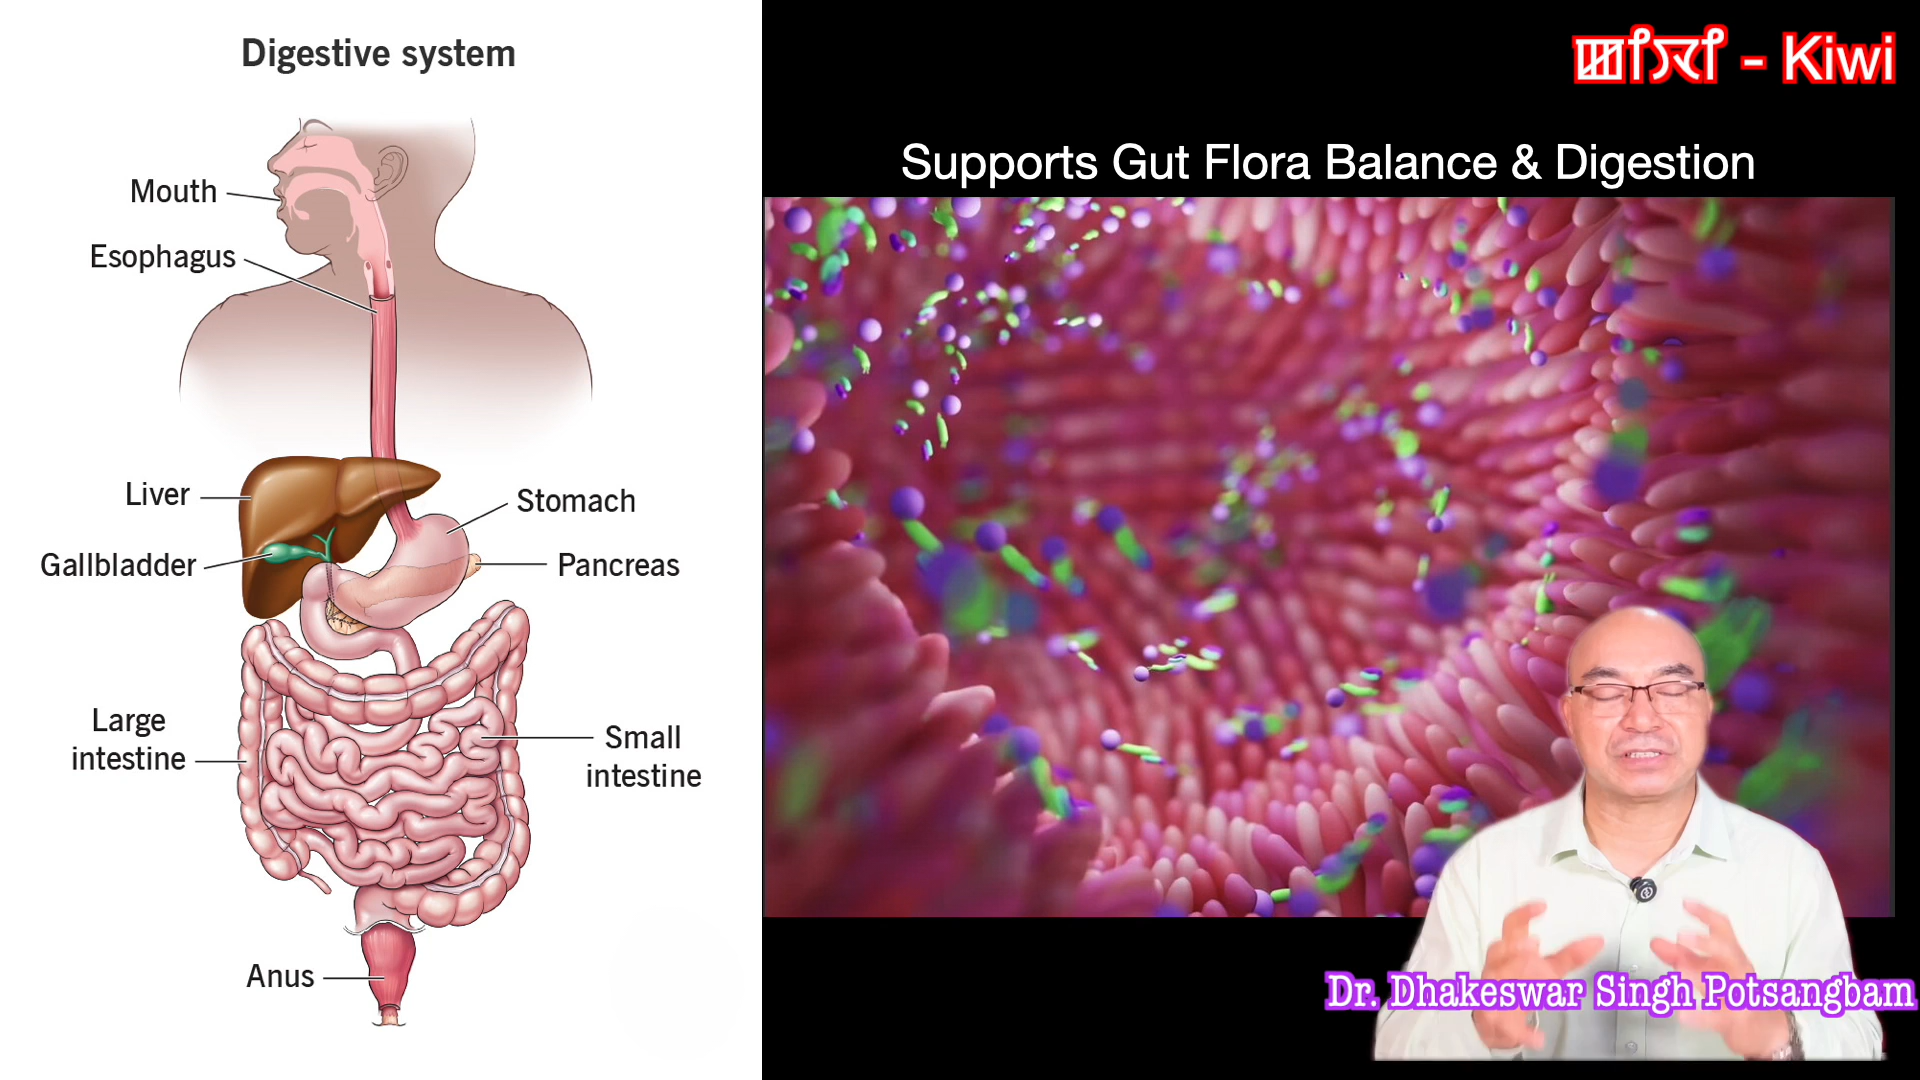 Digestive system
Mouth
Esophagus
Liver
Gallbladder
Stomach
Pancreas
Large
intestine
Small
intestine
Anus
ꯀꯤꯋꯤ - Kiwi
Supports Gut Flora Balance & Digestion
Dr. Dhakeswar Singh Potsangbam